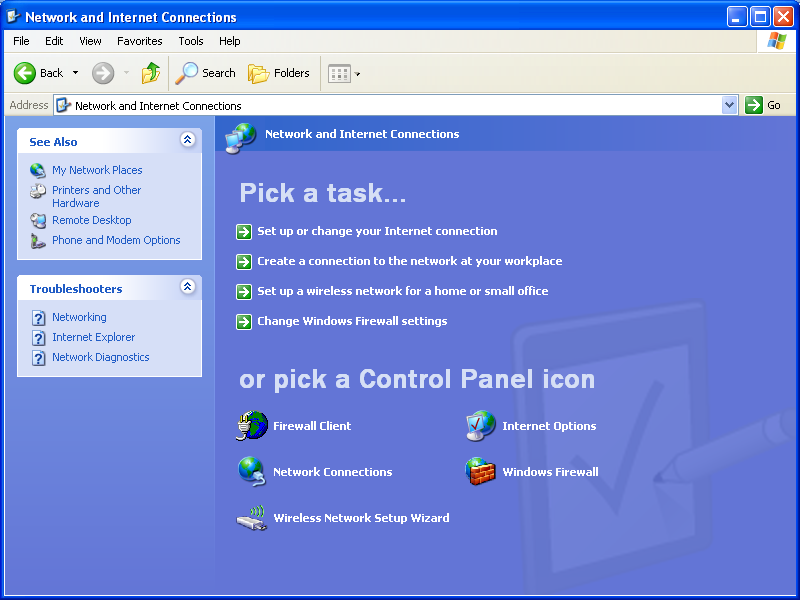 Network and Internet Connections
File Edit View Favorites Tools Help
Back Search Folders
Address Network and Internet Connections Go
See Also
My Network Places
Printers and Other
Hardware
Remote Desktop
Phone and Modem Options
Troubleshooters
Networking
Internet Explorer
Network Diagnostics
Network and Internet Connections
Pick a task...
Set up or change your Internet connection
Create a connection to the network at your workplace
Set up a wireless network for a home or small office
Change Windows Firewall settings
or pick a Control Panel icon
Firewall Client Internet Options
Network Connections Windows Firewall
Wireless Network Setup Wizard